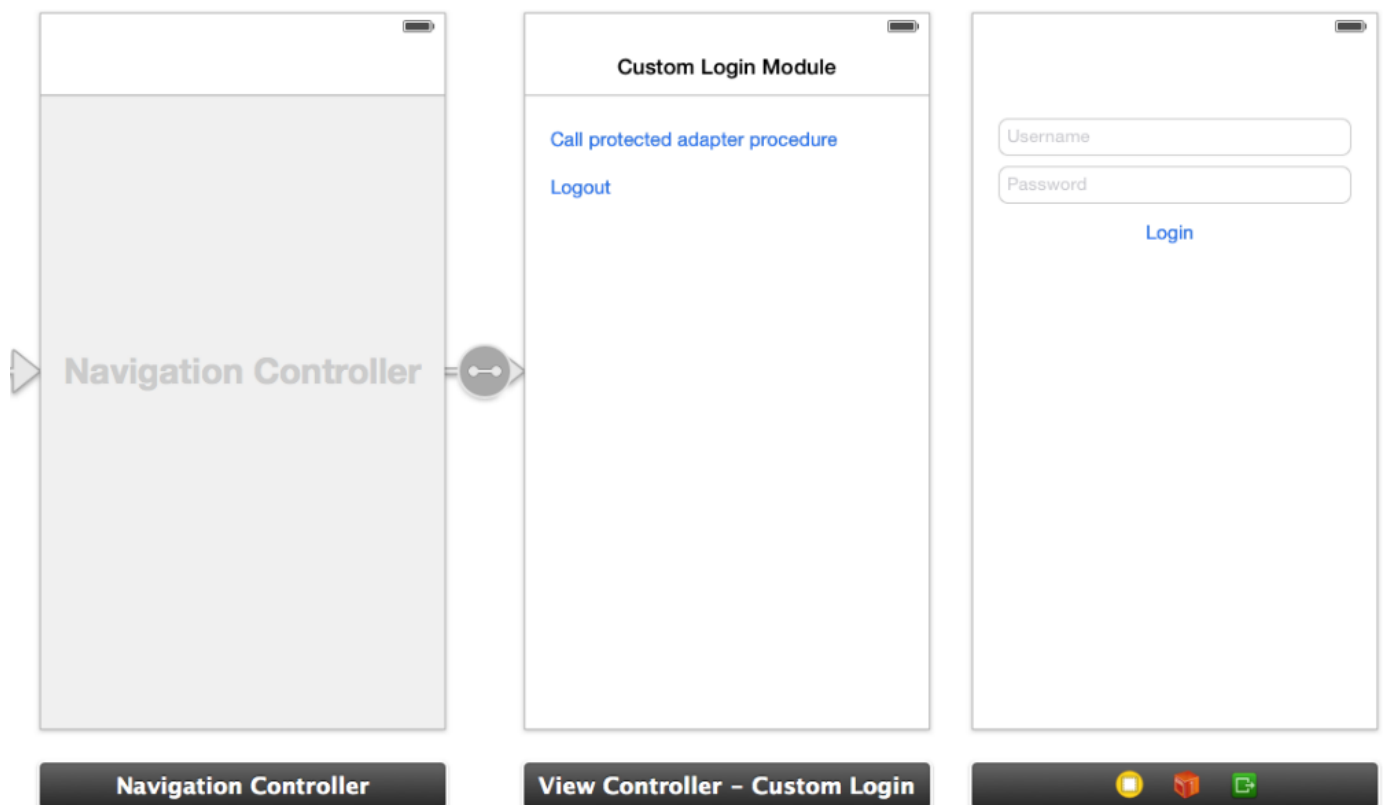 Navigation Controller
Navigation Controller
Custom Login Module
Call protected adapter procedure
Logout
View Controller – Custom Login
Username
Password
Login